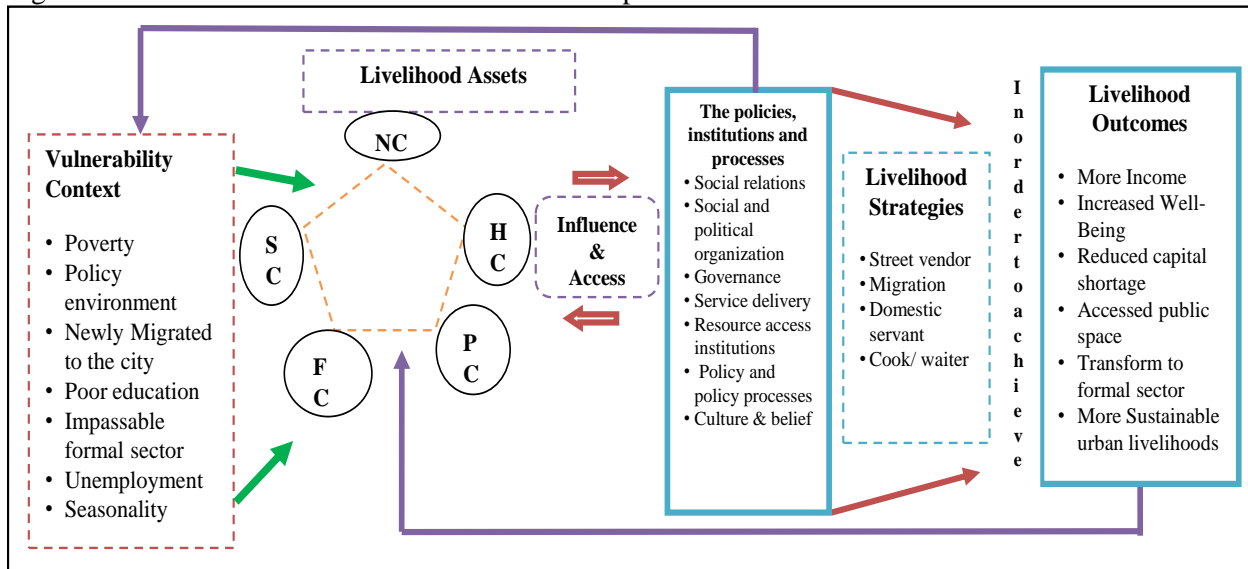 Livelihood Assets
NC
S
C
H
C
F
C
P
C
Vulnerability
Context
• Poverty
• Policy
environment
• Newly Migrated
to the city
• Poor education
• Impassable
formal sector
• Unemployment
• Seasonality
Influence
&
Access
The policies,
institutions and
processes
• Social relations
• Social and
political
organization
• Governance
• Service delivery
• Resource access
institutions
• Policy and
policy processes
• Culture & belief
Livelihood
Strategies
• Street vendor
• Migration
• Domestic
servant
• Cook/ waiter
I
n
o
r
d
e
r
t
o
a
c
h
i
e
v
e
Livelihood
Outcomes
• More Income
• Increased Well-
Being
• Reduced capital
shortage
• Accessed public
space
• Transform to
formal sector
• More Sustainable
urban livelihoods